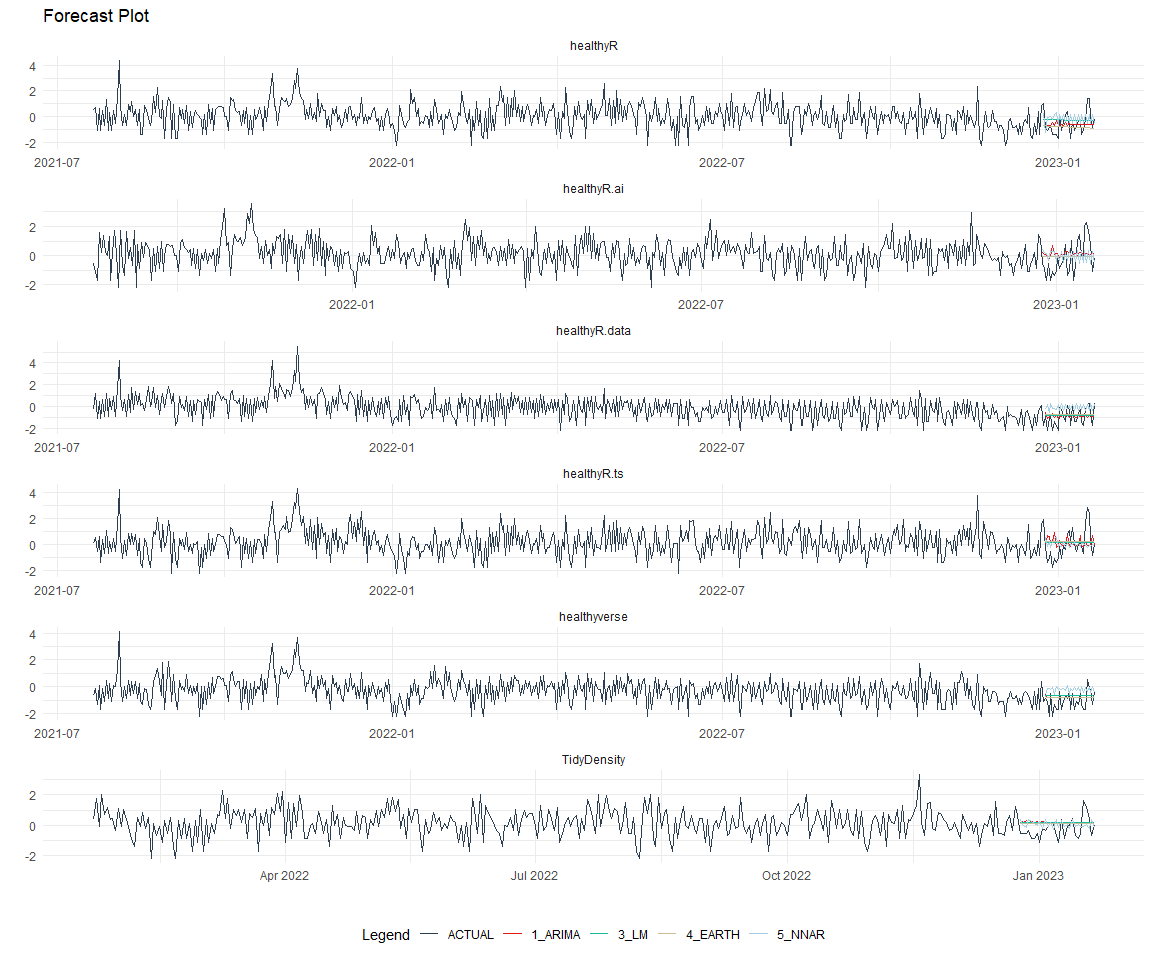 Forecast Plot
healthyR
4
2
0
-2
2021-07 2022-01 2022-07 2023-01
healthyR.ai
2
0
-2
2022-01 2022-07 2023-01
healthyR.data
4
2
0
-2
2021-07 2022-01 2022-07 2023-01
healthyR.ts
4
2
0
-2
2021-07 2022-01 2022-07 2023-01
healthyverse
4
2
0
-2
2021-07 2022-01 2022-07 2023-01
TidyDensity
2
0
-2
Apr 2022 Jul 2022 Oct 2022 Jan 2023
Legend ACTUAL 1_ARIMA 3_LM 4_EARTH 5_NNAR